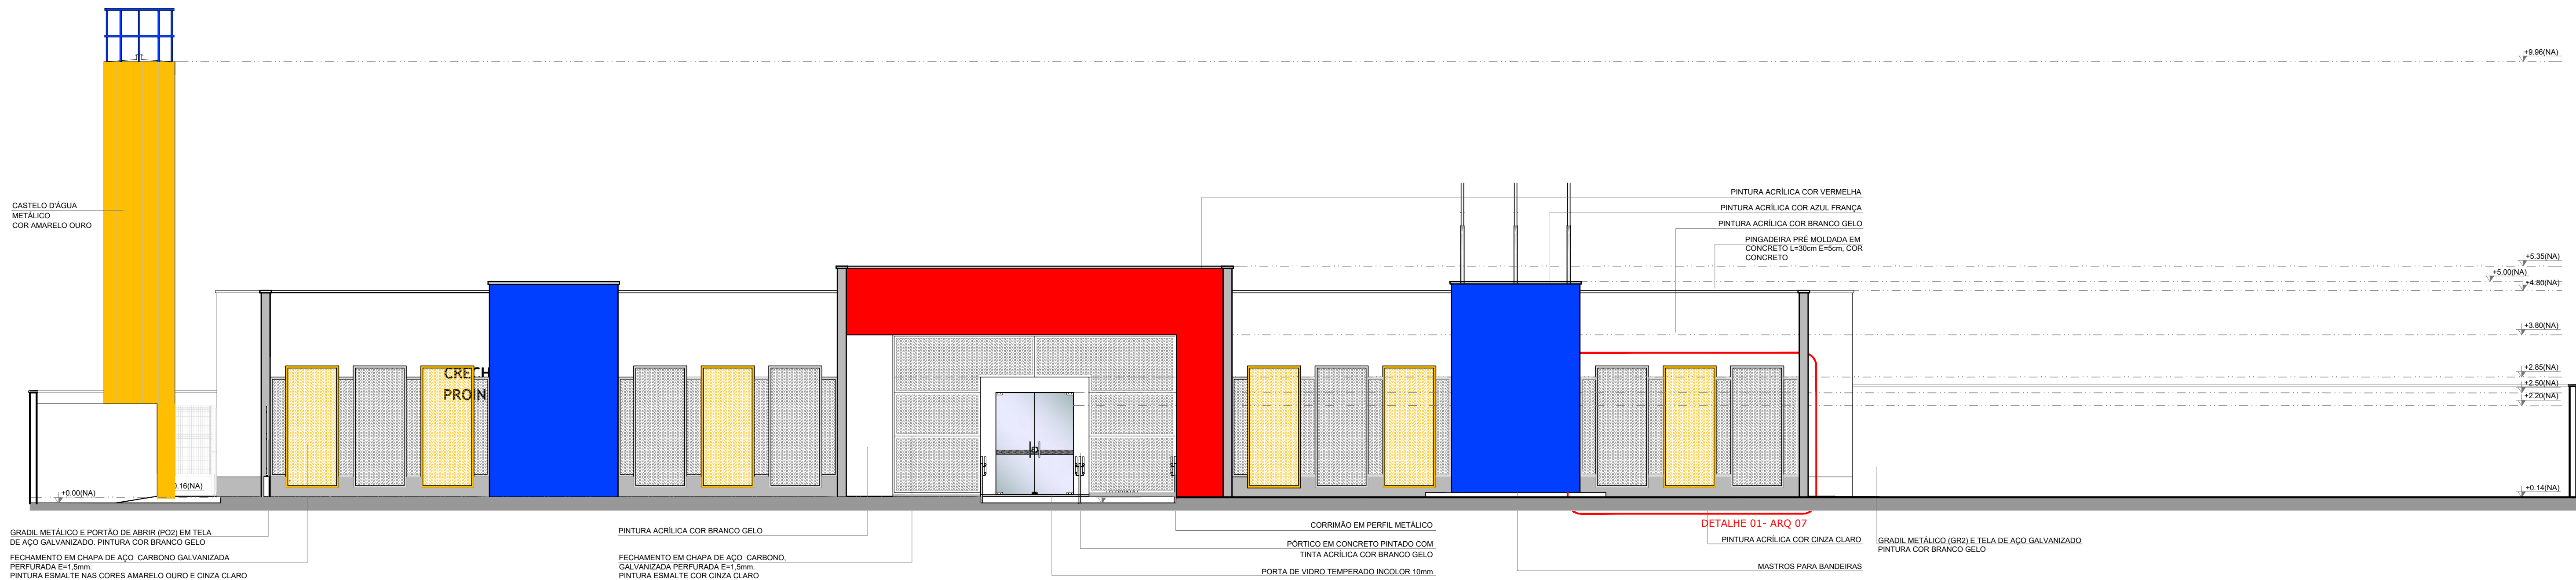 +9.96(NA)
CASTELO D'ÁGUA
METÁLICO
COR AMARELO OURO
PINTURA ACRÍLICA COR VERMELHA
PINTURA ACRÍLICA COR AZUL FRANÇA
PINTURA ACRÍLICA COR BRANCO GELO
PINGADEIRA PRÉ MOLDADA EM
CONCRETO L=30cm E=5cm, COR
CONCRETO
+5.35(NA)
+5.00(NA)
+4.80(NA)
+3.80(NA)
+2.85(NA)
+2.50(NA)
+2.20(NA)
CRECH
PROIN
+0.00(NA)
0.16(NA)
+0.14(NA)
DETALHE 01- ARQ 07
GRADIL METÁLICO E PORTÃO DE ABRIR (PO2) EM TELA
DE AÇO GALVANIZADO. PINTURA COR BRANCO GELO
FECHAMENTO EM CHAPA DE AÇO CARBONO GALVANIZADA
PERFURADA E=1,5mm.
PINTURA ESMALTE NAS CORES AMARELO OURO E CINZA CLARO
PINTURA ACRÍLICA COR BRANCO GELO
FECHAMENTO EM CHAPA DE AÇO CARBONO,
GALVANIZADA PERFURADA E=1,5mm.
PINTURA ESMALTE COR CINZA CLARO
CORRIMÃO EM PERFIL METÁLICO
PÓRTICO EM CONCRETO PINTADO COM
TINTA ACRÍLICA COR BRANCO GELO
PORTA DE VIDRO TEMPERADO INCOLOR 10mm
PINTURA ACRÍLICA COR CINZA CLARO
MASTROS PARA BANDEIRAS
GRADIL METÁLICO (GR2) E TELA DE AÇO GALVANIZADO
PINTURA COR BRANCO GELO